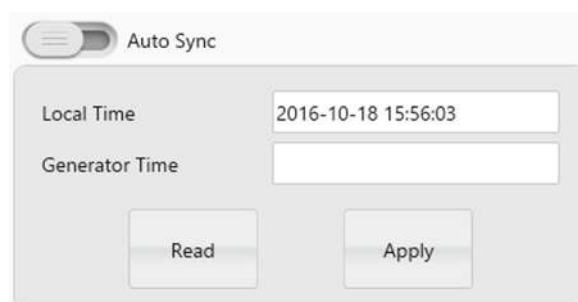 Auto Sync
Local Time 2016-10-18 15:56:03
Generator Time
Read Apply